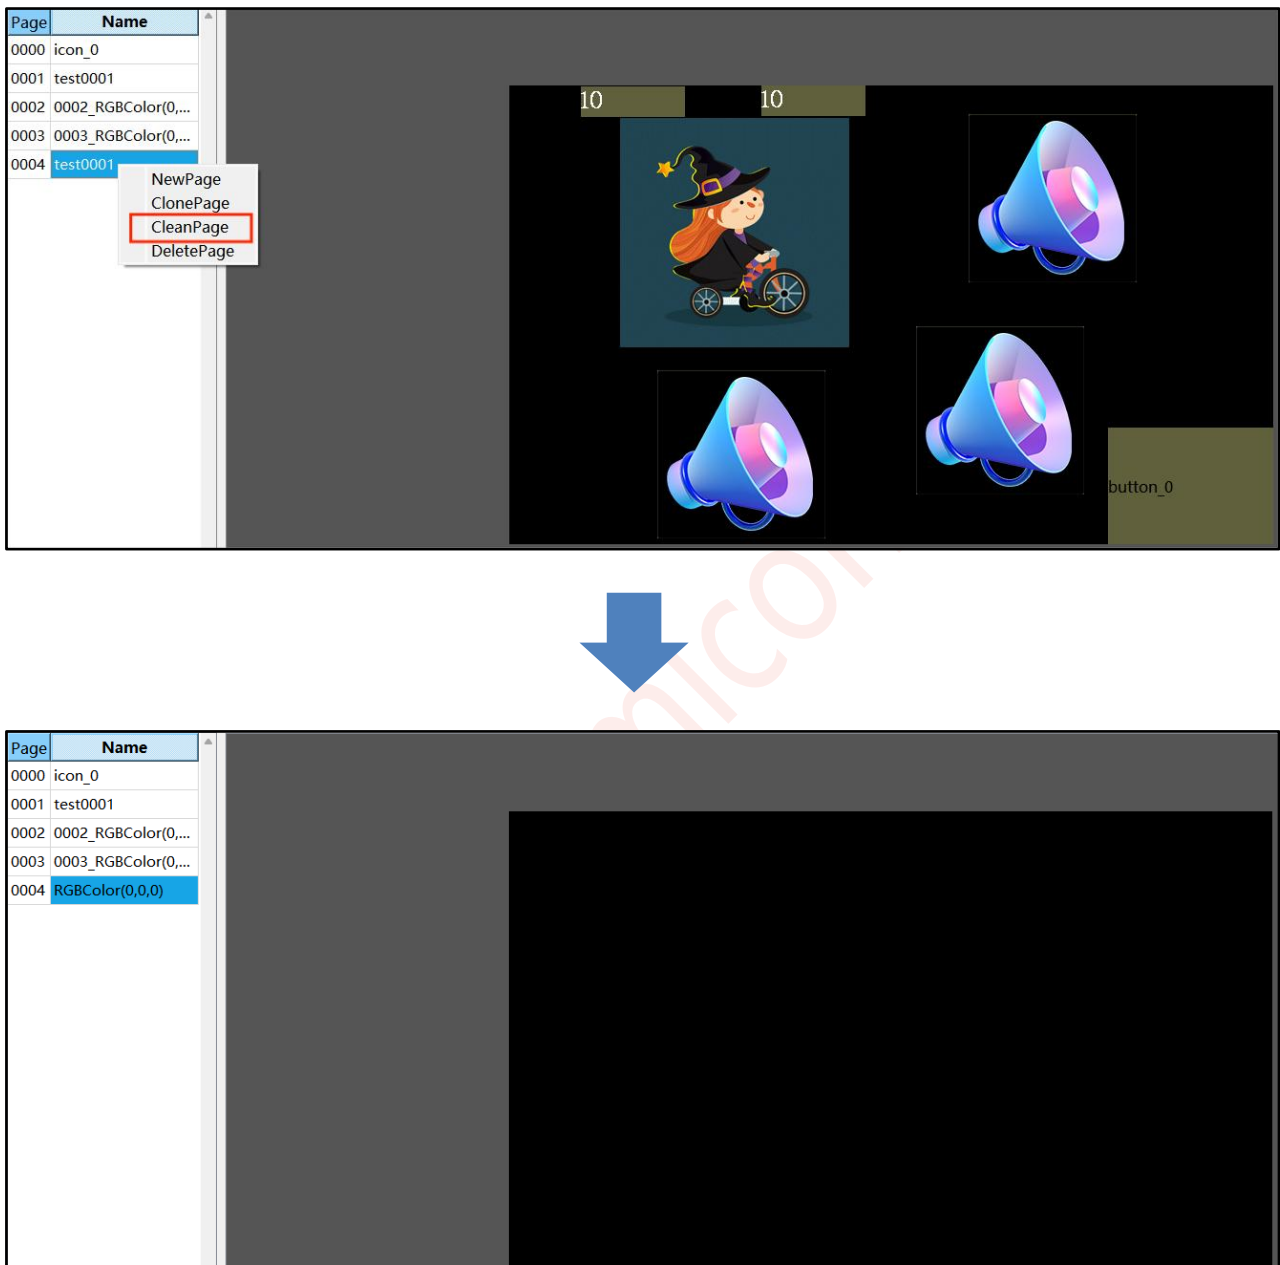 Page Name
0000 icon_0
0001 test0001
0002 0002_RGBColor(0,...
0003 0003_RGBColor(0,...
0004 test0001
NewPage
ClonePage
CleanPage
DeletePage
10
10
button_0
Page Name
0000 icon_0
0001 test0001
0002 0002_RGBColor(0,...
0003 0003_RGBColor(0,...
0004 RGBColor(0,0,0)